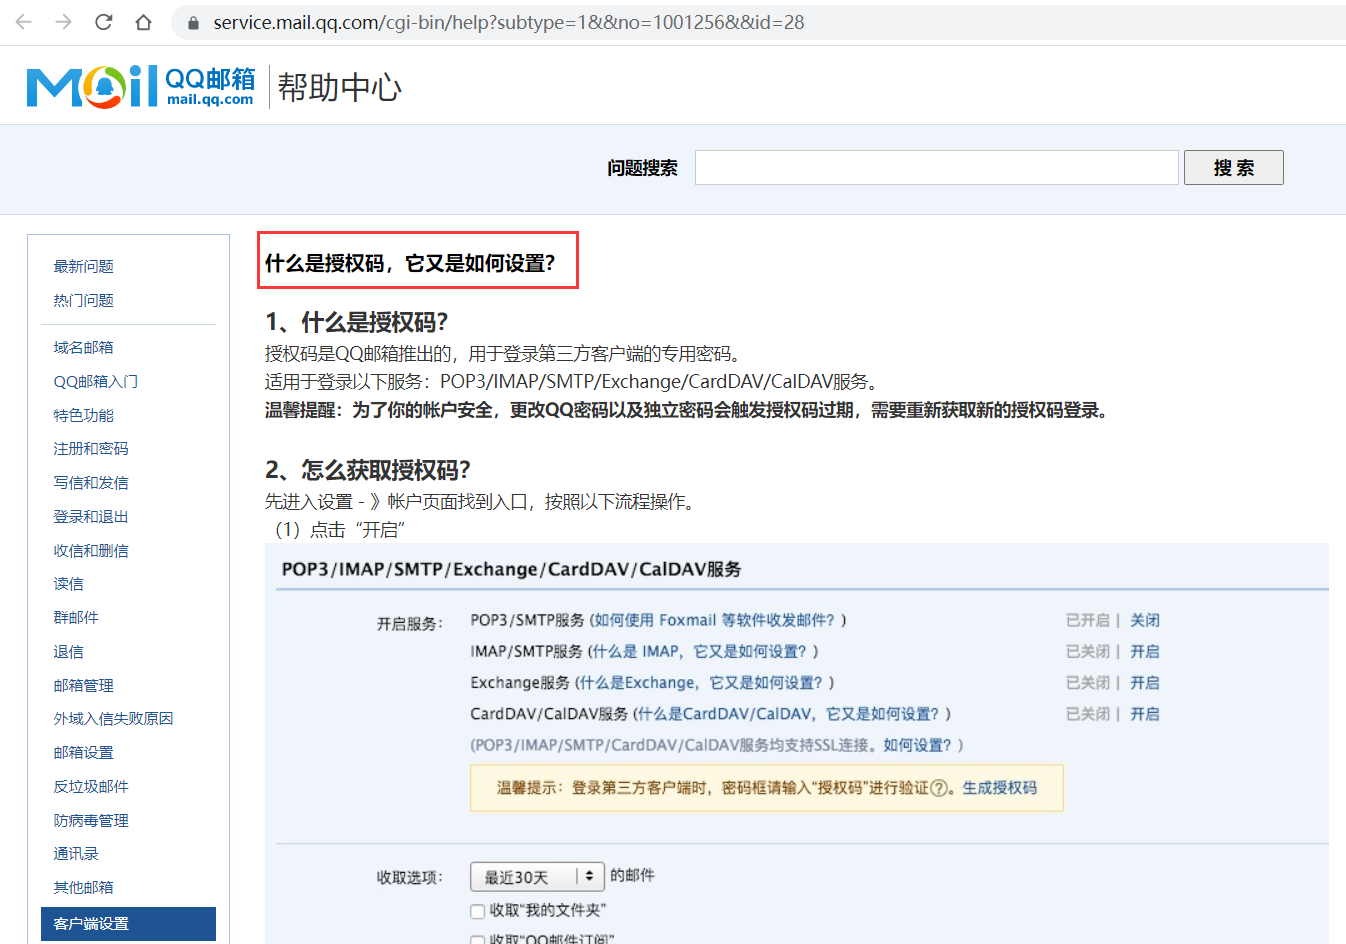 service.mail.qq.com/cgi-bin/help?subtype=1&&no=1001256&&id=28
Mail QQ邮箱 mail.qq.com 帮助中心
问题搜索 搜 索
最新问题
热门问题
域名邮箱
QQ邮箱入门
特色功能
注册和密码
写信和发信
登录和退出
收信和删信
读信
群邮件
退信
邮箱管理
外域入信失败原因
邮箱设置
反垃圾邮件
防病毒管理
通讯录
其他邮箱
客户端设置
什么是授权码，它又是如何设置？
1、什么是授权码？
授权码是QQ邮箱推出的，用于登录第三方客户端的专用密码。
适用于登录以下服务：POP3/IMAP/SMTP/Exchange/CardDAV/CalDAV服务。
温馨提醒：为了你的帐户安全，更改QQ密码以及独立密码会触发授权码过期，需要重新获取新的授权码登录。
2、怎么获取授权码？
先进入设置 - 》帐户页面找到入口，按照以下流程操作。
（1）点击“开启”
POP3/IMAP/SMTP/Exchange/CardDAV/CalDAV服务
开启服务： POP3/SMTP服务 (如何使用 Foxmail 等软件收发邮件？) 已开启 | 关闭
IMAP/SMTP服务 (什么是 IMAP，它又是如何设置？) 已关闭 | 开启
Exchange服务 (什么是Exchange，它又是如何设置？) 已关闭 | 开启
CardDAV/CalDAV服务 (什么是CardDAV/CalDAV，它又是如何设置？) 已关闭 | 开启
(POP3/IMAP/SMTP/CardDAV/CalDAV服务均支持SSL连接。如何设置？)
温馨提示：登录第三方客户端时，密码框请输入“授权码”进行验证?。生成授权码
收取选项： 最近30天 的邮件
收取“我的文件夹”
收取“QQ邮件订阅”